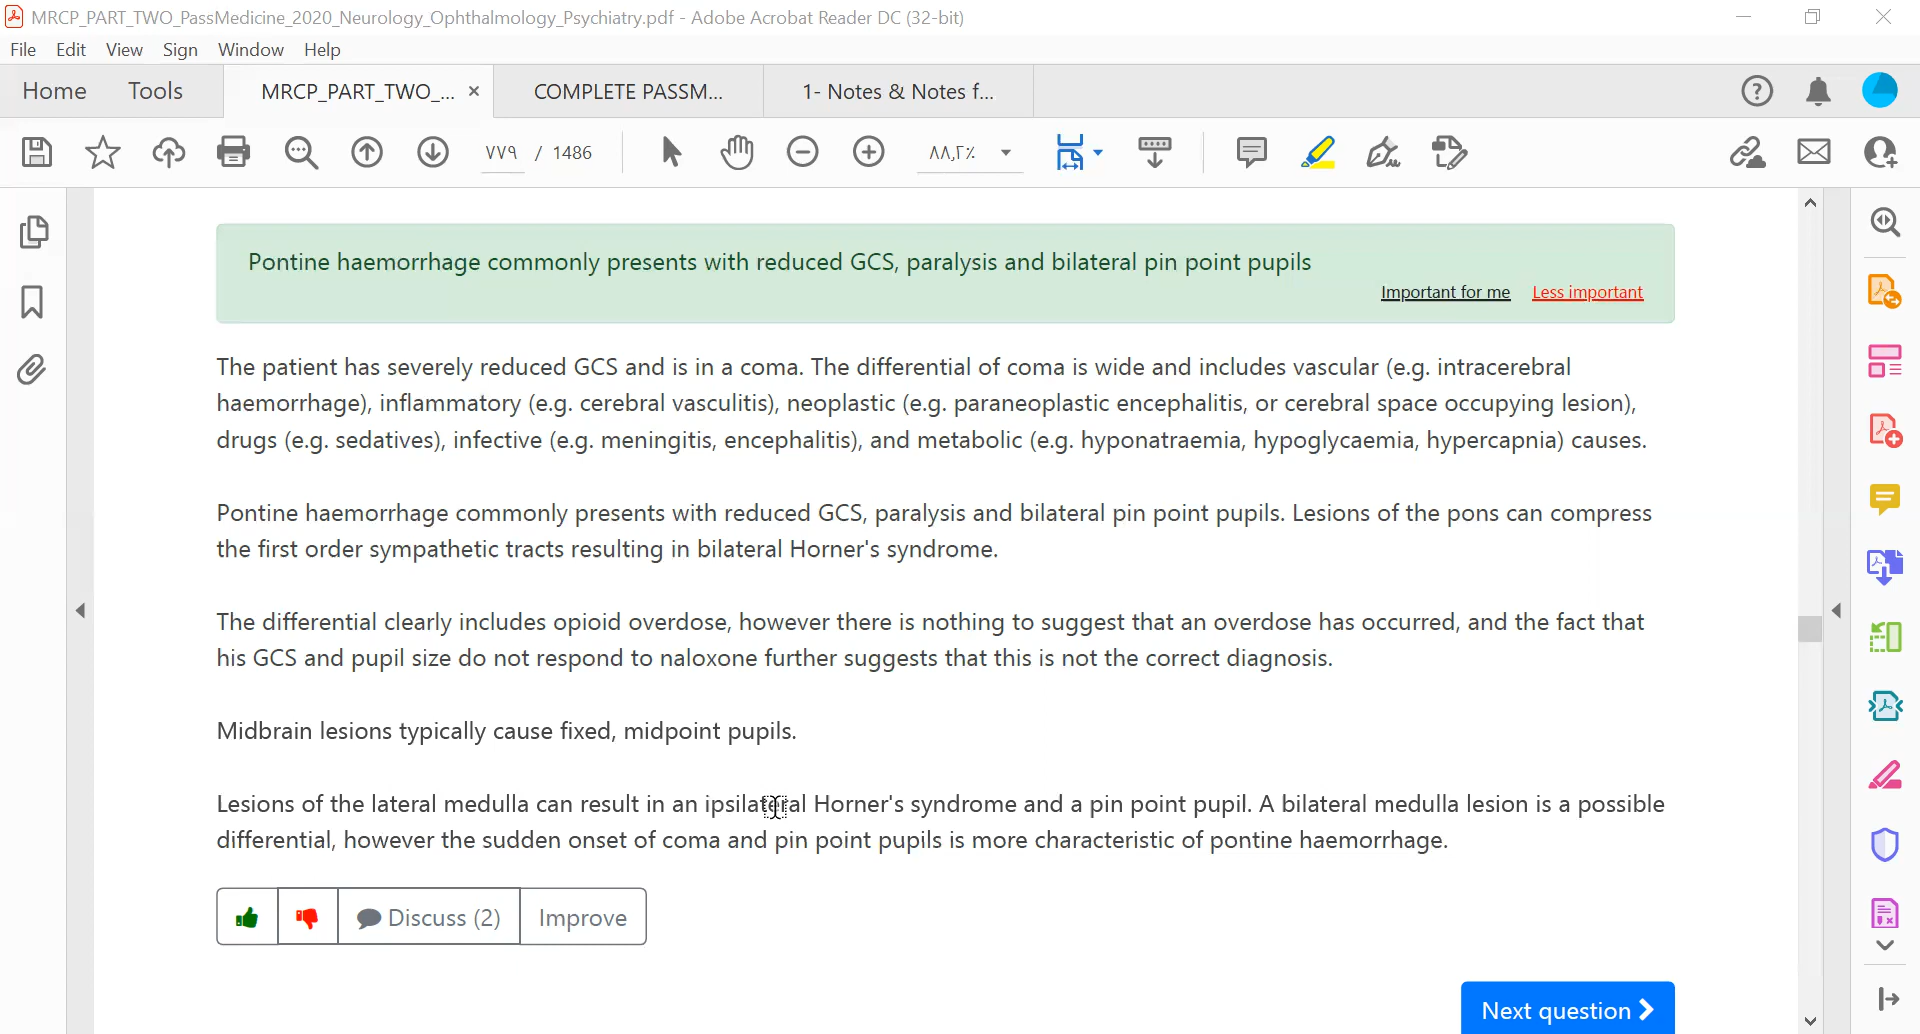 MRCP_PART_TWO_PassMedicine_2020_Neurology_Ophthalmology_Psychiatry.pdf - Adobe Acrobat Reader DC (32-bit)
File Edit View Sign Window Help
Home Tools MRCP_PART_TWO_... × COMPLETE PASSM... 1- Notes & Notes f...
٧٧٩ / 1486 ٨٨,٢٪
Pontine haemorrhage commonly presents with reduced GCS, paralysis and bilateral pin point pupils
Important for me Less important
The patient has severely reduced GCS and is in a coma. The differential of coma is wide and includes vascular (e.g. intracerebral
haemorrhage), inflammatory (e.g. cerebral vasculitis), neoplastic (e.g. paraneoplastic encephalitis, or cerebral space occupying lesion),
drugs (e.g. sedatives), infective (e.g. meningitis, encephalitis), and metabolic (e.g. hyponatraemia, hypoglycaemia, hypercapnia) causes.
Pontine haemorrhage commonly presents with reduced GCS, paralysis and bilateral pin point pupils. Lesions of the pons can compress
the first order sympathetic tracts resulting in bilateral Horner's syndrome.
The differential clearly includes opioid overdose, however there is nothing to suggest that an overdose has occurred, and the fact that
his GCS and pupil size do not respond to naloxone further suggests that this is not the correct diagnosis.
Midbrain lesions typically cause fixed, midpoint pupils.
Lesions of the lateral medulla can result in an ipsilateral Horner's syndrome and a pin point pupil. A bilateral medulla lesion is a possible
differential, however the sudden onset of coma and pin point pupils is more characteristic of pontine haemorrhage.
Discuss (2) Improve
Next question